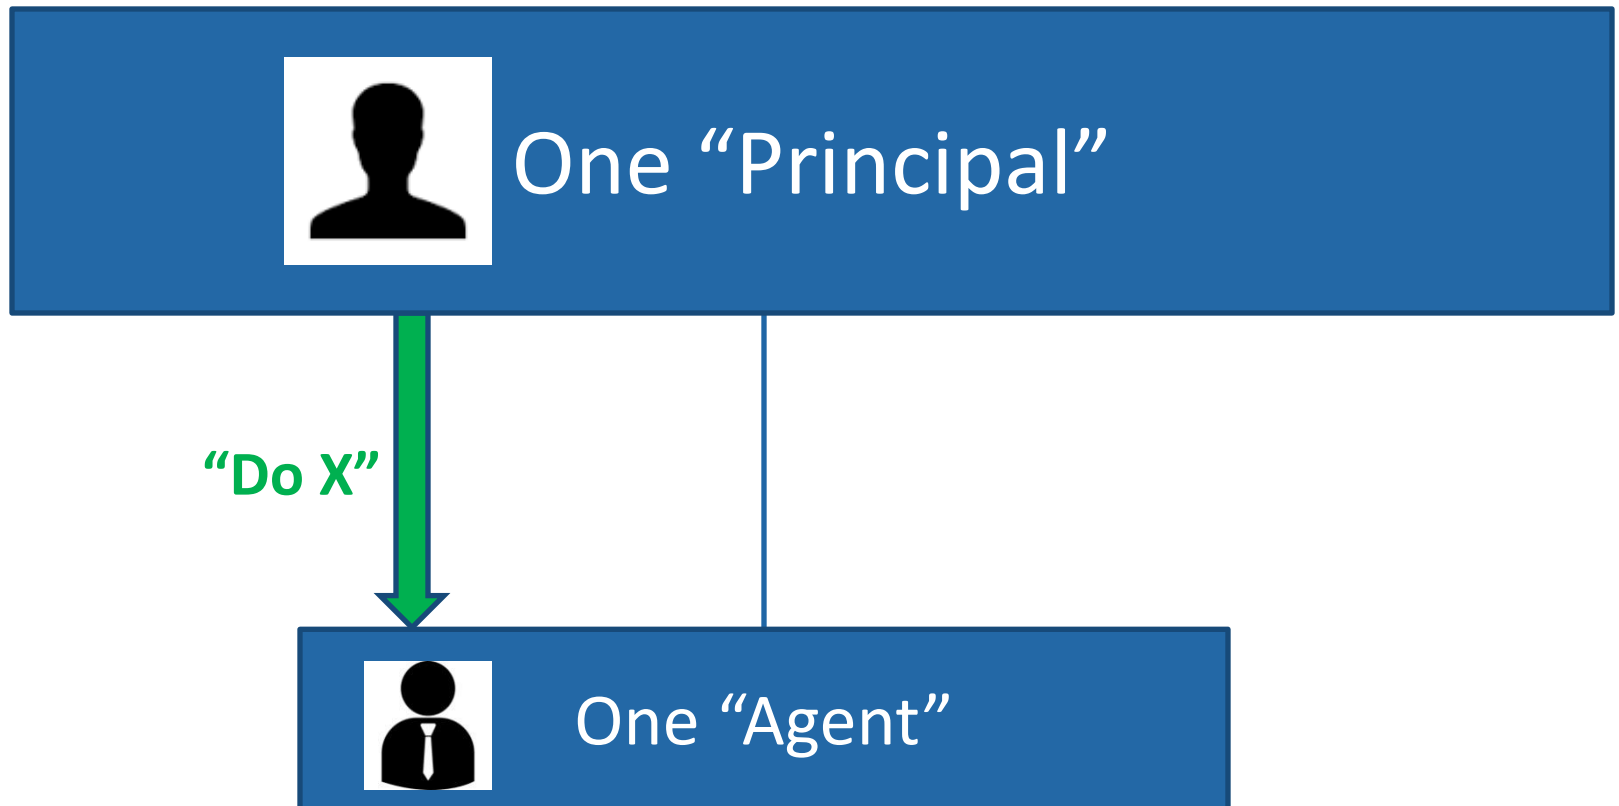 One “Principal”
“Do X”
One “Agent”